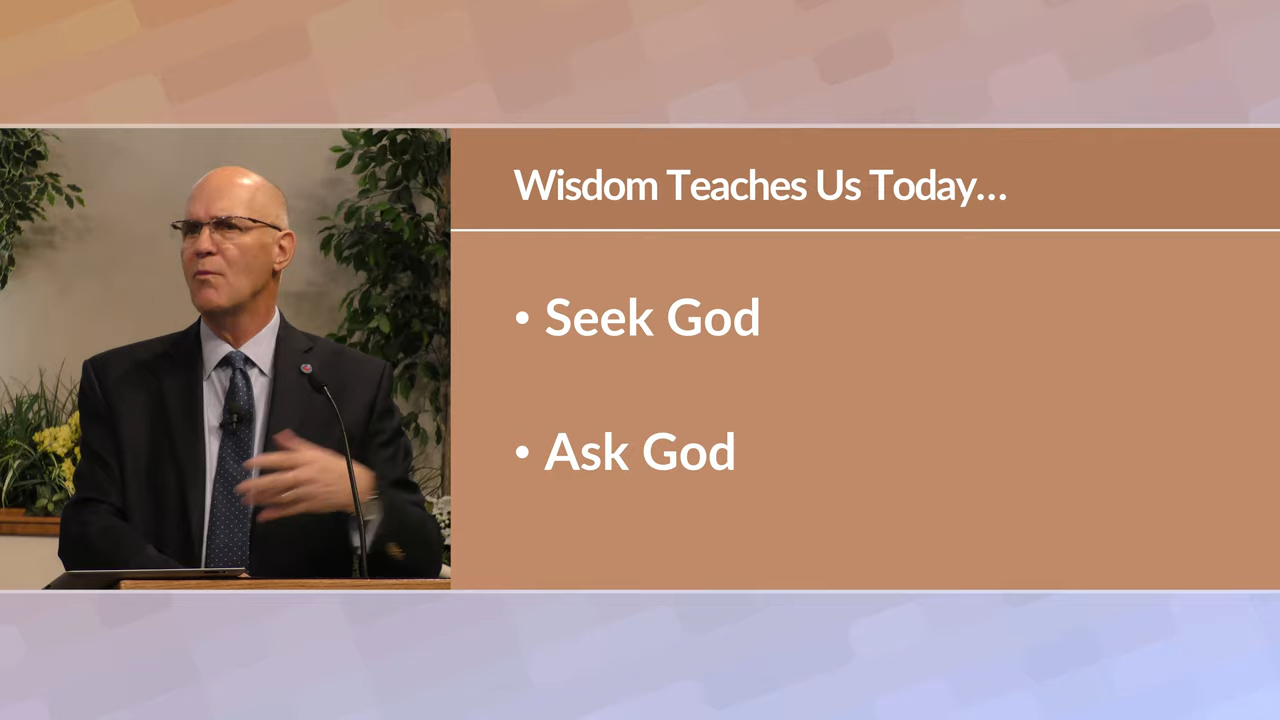 Wisdom Teaches Us Today...
• Seek God
• Ask God